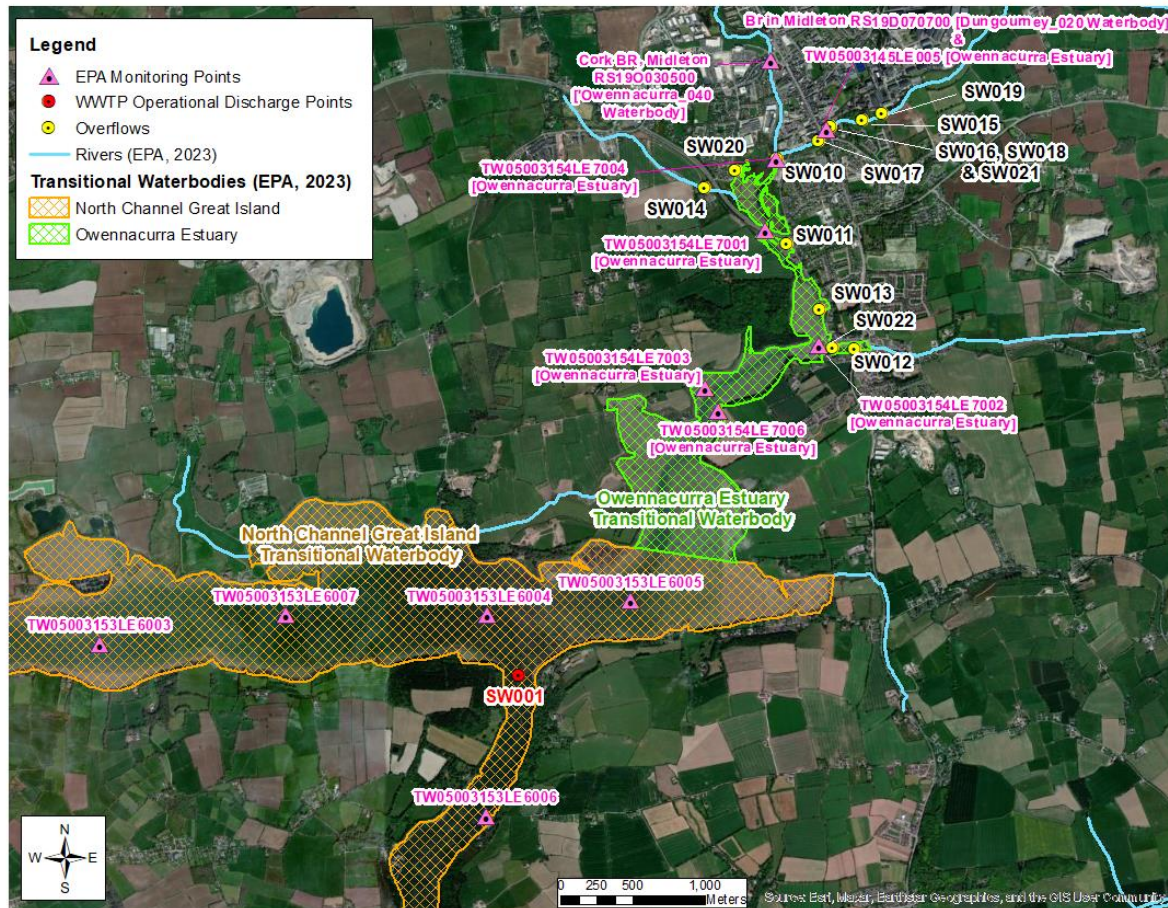 Legend
EPA Monitoring Points
WWTP Operational Discharge Points
Overflows
Rivers (EPA, 2023)
Transitional Waterbodies (EPA, 2023)
North Channel Great Island
Owennacurra Estuary
Br in Midleton RS19D070700 [Dungourney_020 Waterbody]
&
TW05003145LE005 [Owennacurra Estuary]
Cork BR, Midleton
RS19O030500
['Owennacurra_040
Waterbody]
SW019
SW015
SW016, SW018
& SW021
SW017
SW020
SW010
TW05003154LE7004
[Owennacurra Estuary]
SW014
TW05003154LE7001
[Owennacurra Estuary]
SW011
SW013
SW022
SW012
TW05003154LE7003
[Owennacurra Estuary]
TW05003154LE7002
[Owennacurra Estuary]
TW05003154LE7006
[Owennacurra Estuary]
Owennacurra Estuary
Transitional Waterbody
North Channel Great Island
Transitional Waterbody
TW05003153LE6003
TW05003153LE6007
TW05003153LE6004
TW05003153LE6005
SW001
TW05003153LE6006
N
W E
S
0 250 500 1,000
Meters
Source: Esri, Maxar, Earthstar Geographics, and the GIS User Community